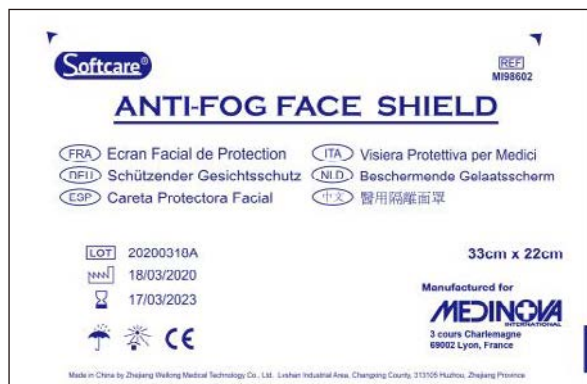 Softcare®
REF
MI98602
ANTI-FOG FACE SHIELD
FRA Ecran Facial de Protection
ITA Visiera Protettiva per Medici
DEU Schützender Gesichtsschutz
NLD Beschermende Gelaatsscherm
ESP Careta Protectora Facial
中文 醫用隔離面罩
LOT 20200318A
33cm x 22cm
18/03/2020
17/03/2023
Manufactured for
MEDINOVA
INTERNATIONAL
3 cours Charlemagne
69002 Lyon, France
CE
Made in China by Zhejiang Weikong Medical Technology Co., Ltd. Lvshan Industrial Area, Changxing County, 313105 Huzhou, Zhejiang Province